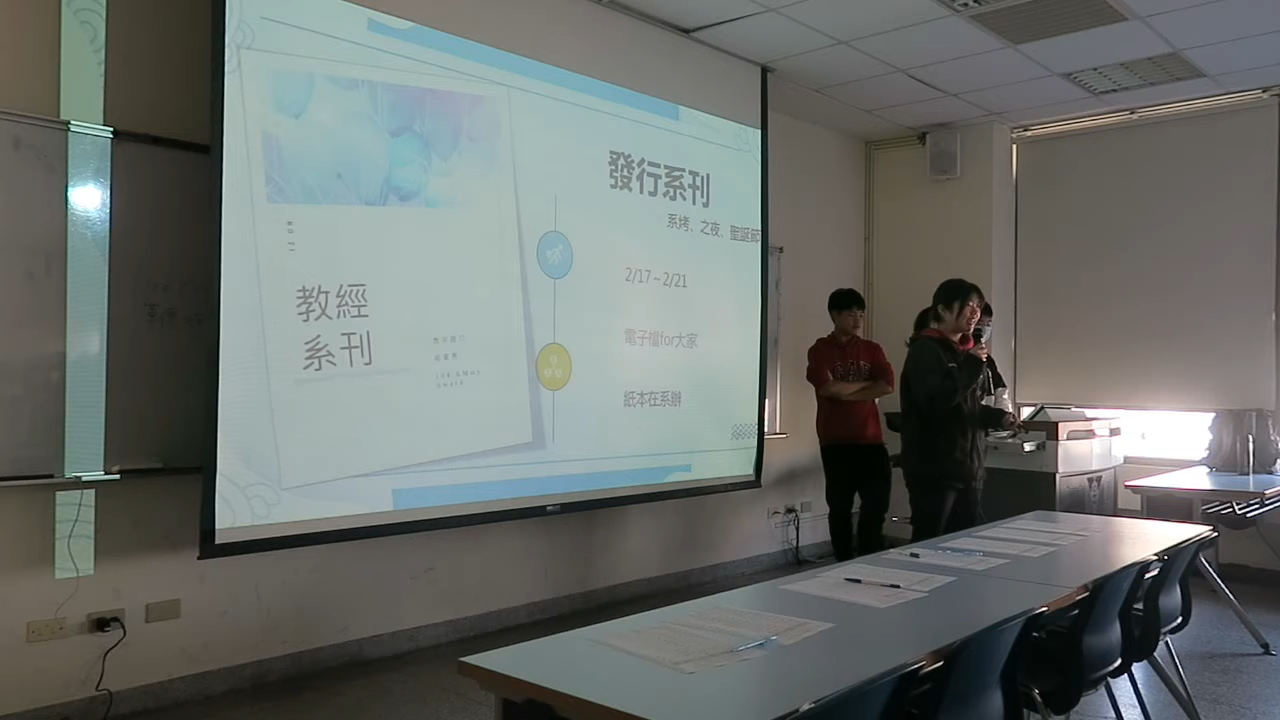 教經
系刊
發行系刊
系烤、之夜、聖誕節
2/17~2/21
電子檔for大家
紙本在系辦
GAP